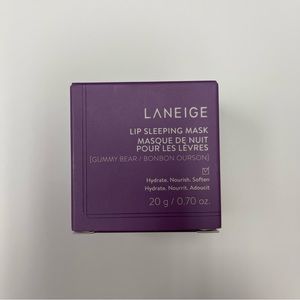 LANEIGE
LIP SLEEPING MASK
MASQUE DE NUIT
POUR LES LÈVRES
[GUMMY BEAR / BONBON OURSON]
Hydrate, Nourish, Soften
Hydrate, Nourrit, Adoucit
20 g / 0.70 oz.